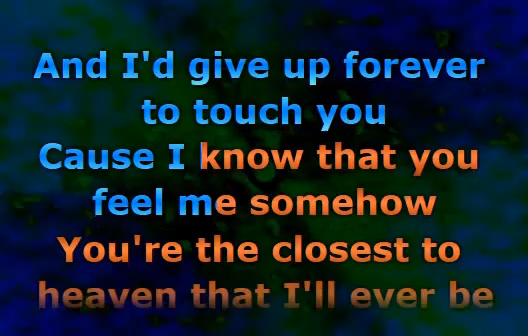 And I'd give up forever
to touch you
Cause I know that you
feel me somehow
You're the closest to
heaven that I'll ever be